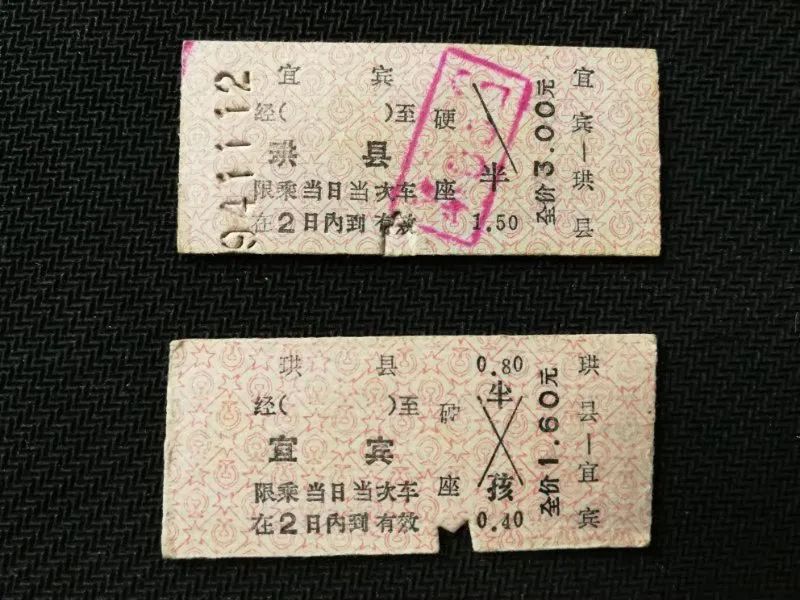 94.11.12
宜 宾
经( )至 硬
珙 县
限乘当日当次车 座 半
在2日内到有效 1.50
全价3.00元
宜宾—珙县
珙 县 0.80
经( )至 硬 半
宜 宾
限乘当日当次车 座 孩
在2日内到有效 0.40
全价1.60元
珙县—宜宾